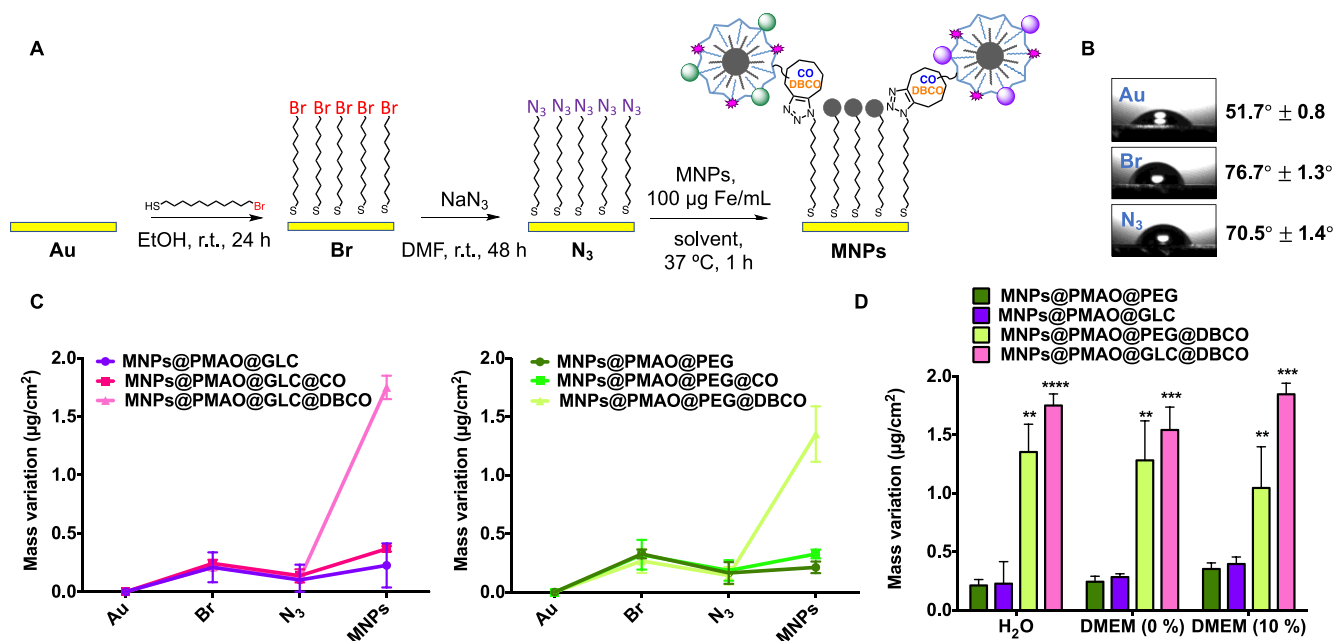 A
HS
Br
EtOH, r.t., 24 h
Au
Br Br Br Br Br
S S S S S
Br
NaN3
DMF, r.t., 48 h
N3 N3 N3 N3 N3
S S S S S
N3
MNPs,
100 µg Fe/mL
solvent,
37 ºC, 1 h
CO
DBCO
N N N
CO
DBCO
N N N
S S S S S
MNPs
B
Au
51.7° ± 0.8
Br
76.7° ± 1.3°
N3
70.5° ± 1.4°
C
MNPs@PMAO@GLC
MNPs@PMAO@GLC@CO
MNPs@PMAO@GLC@DBCO
Mass variation (µg/cm2)
2.0
1.5
1.0
0.5
0.0
Au
Br
N3
MNPs
MNPs@PMAO@PEG
MNPs@PMAO@PEG@CO
MNPs@PMAO@PEG@DBCO
Mass variation (µg/cm2)
2.0
1.5
1.0
0.5
0.0
Au
Br
N3
MNPs
D
MNPs@PMAO@PEG
MNPs@PMAO@GLC
MNPs@PMAO@PEG@DBCO
MNPs@PMAO@GLC@DBCO
Mass variation (µg/cm2)
2.0
1.5
1.0
0.5
0.0
** ****
** ***
** ***
H2O
DMEM (0 %)
DMEM (10 %)